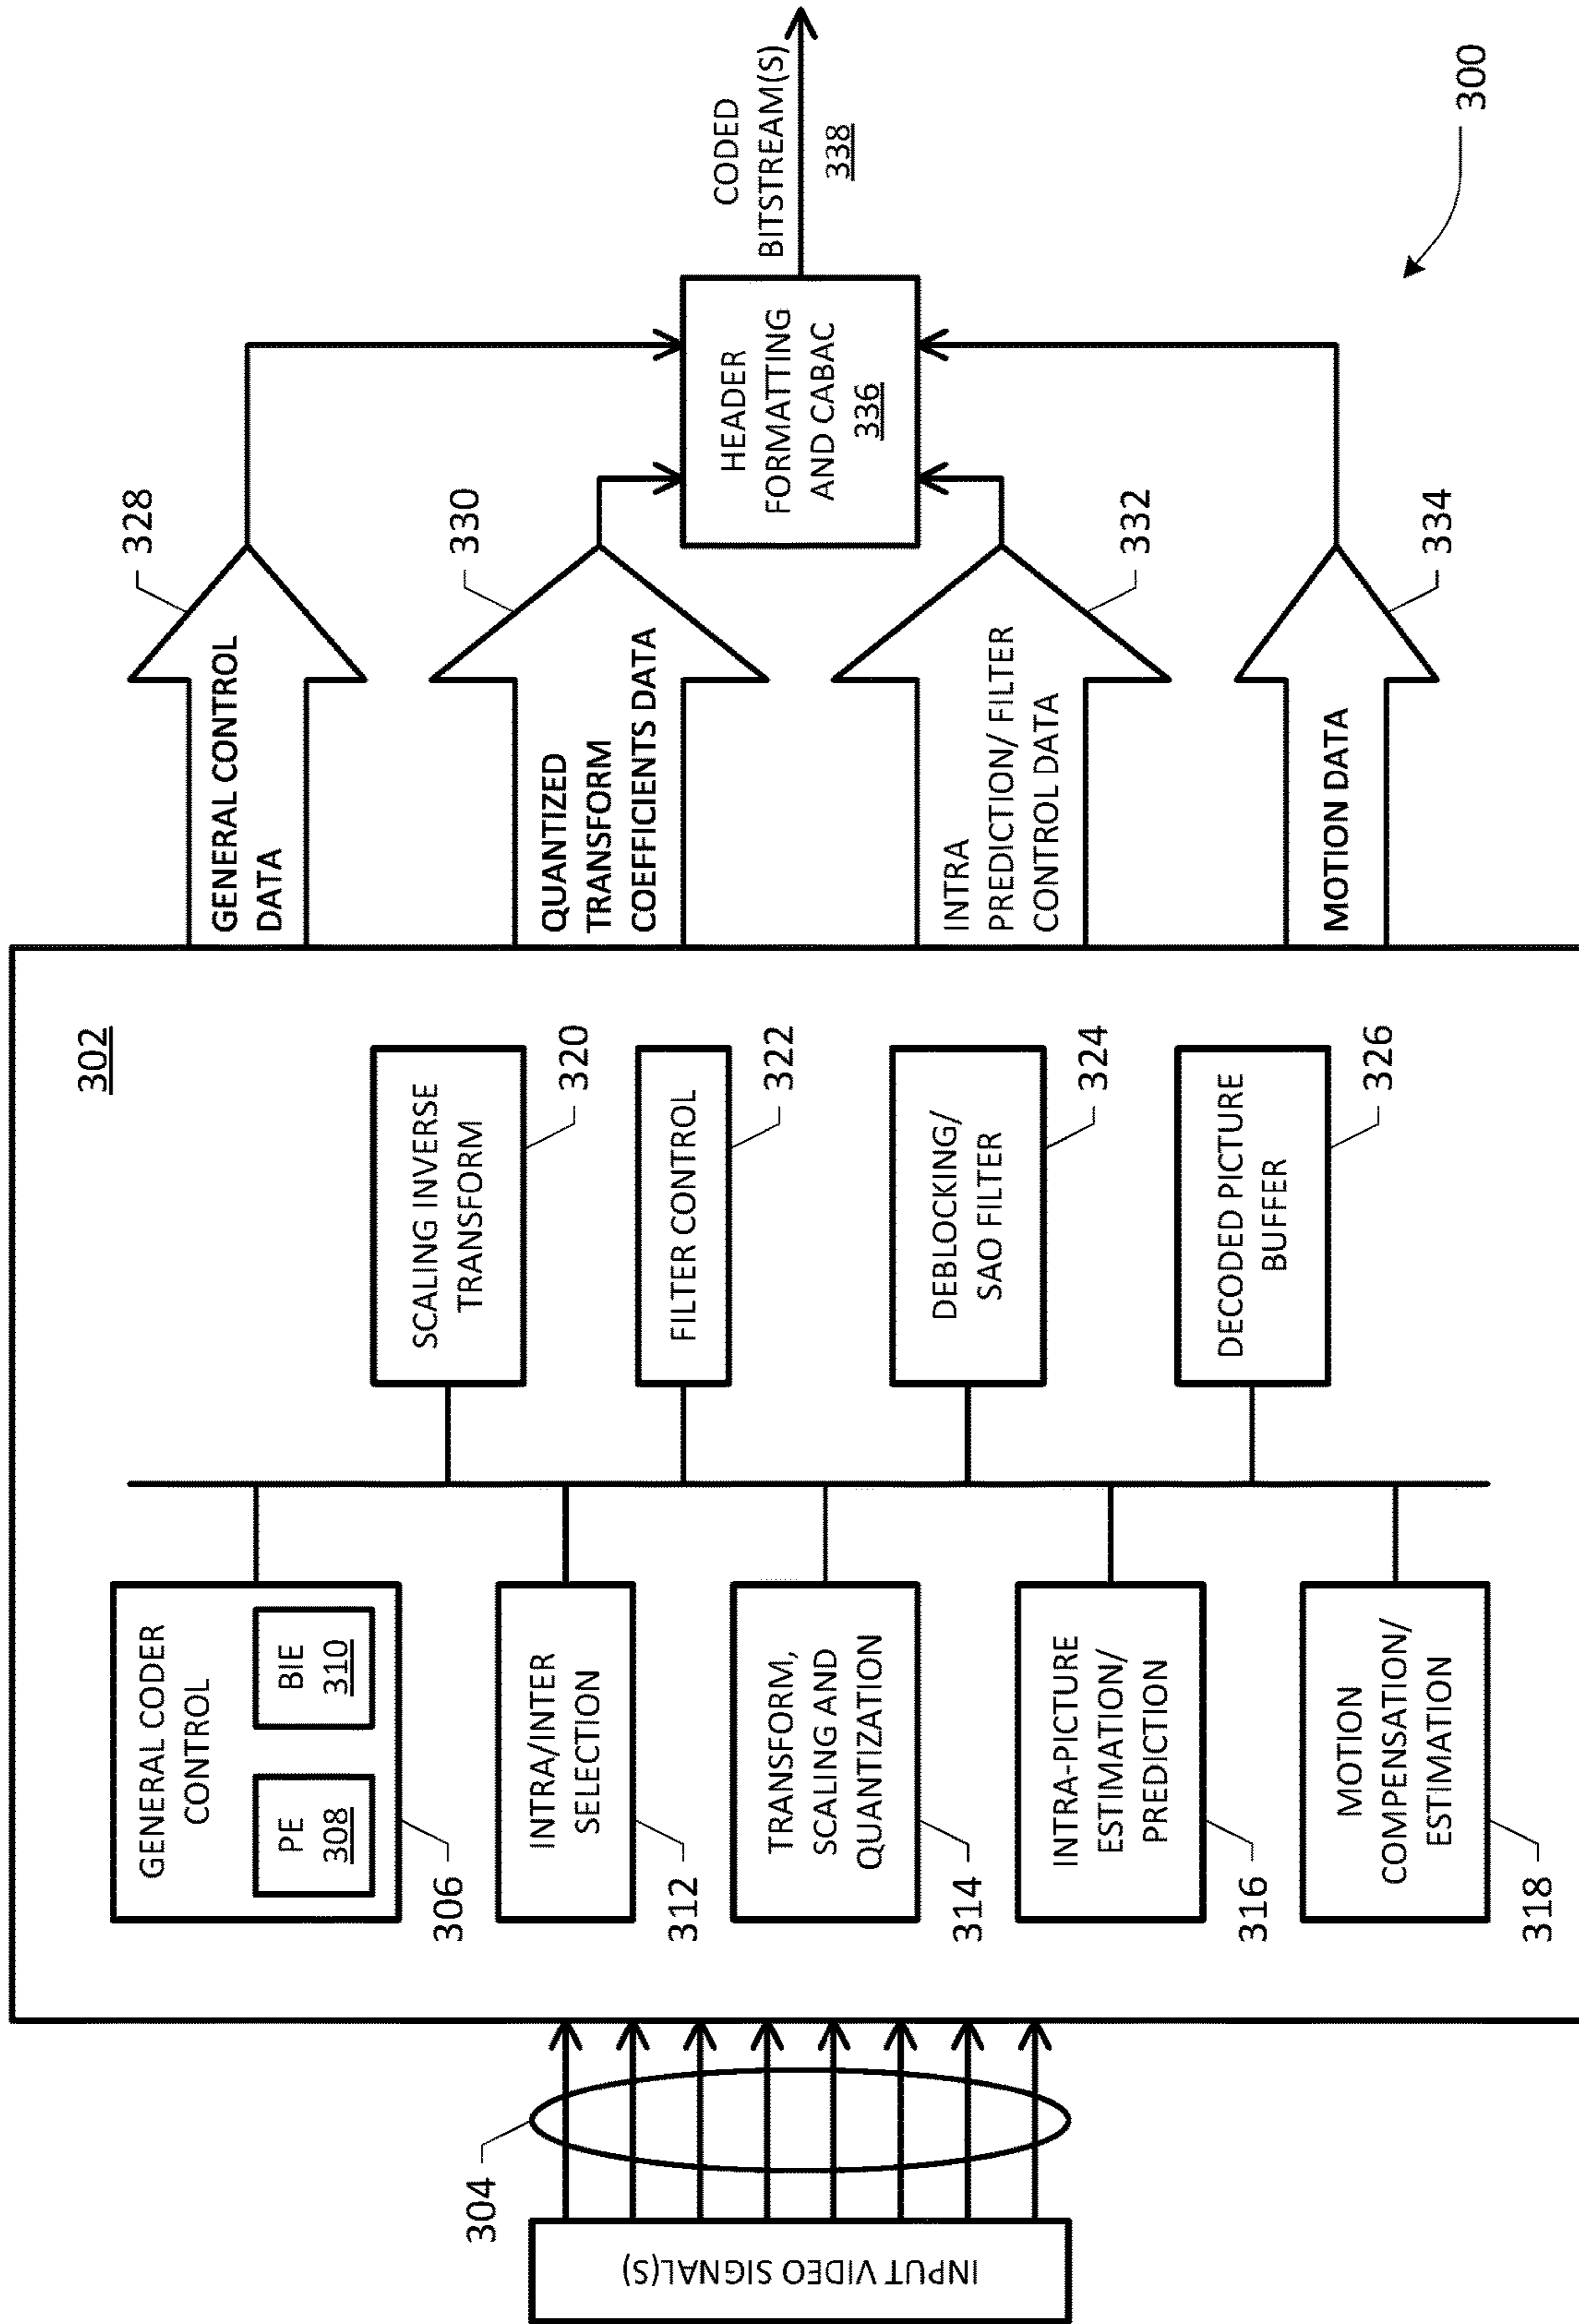 INPUT VIDEO SIGNAL(S)
304
302
GENERAL CODER
CONTROL
PE
308
BIE
310
306
INTRA/INTER
SELECTION
312
TRANSFORM,
SCALING AND
QUANTIZATION
314
INTRA-PICTURE
ESTIMATION/
PREDICTION
316
MOTION
COMPENSATION/
ESTIMATION
318
SCALING INVERSE
TRANSFORM
320
FILTER CONTROL
322
DEBLOCKING/
SAO FILTER
324
DECODED PICTURE
BUFFER
326
GENERAL CONTROL
DATA
328
QUANTIZED
TRANSFORM
COEFFICIENTS DATA
330
INTRA
PREDICTION/ FILTER
CONTROL DATA
332
MOTION DATA
334
HEADER
FORMATTING
AND CABAC
336
CODED
BITSTREAM(S)
338
300